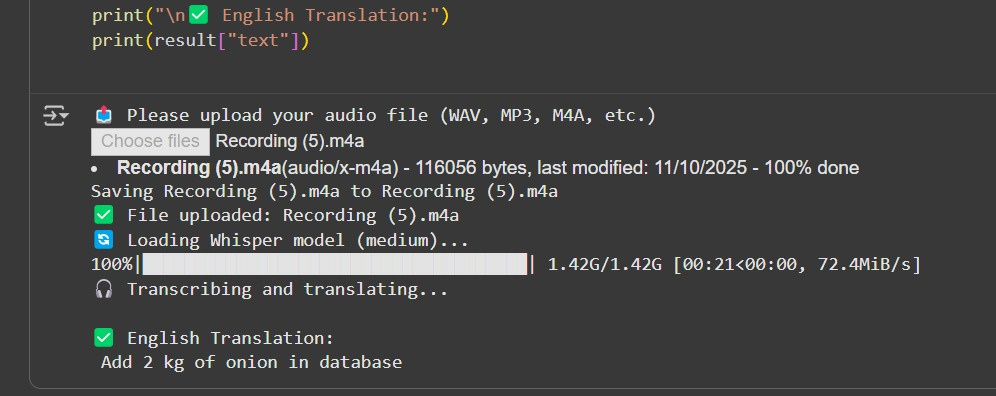 print("\n✅ English Translation:")
print(result["text"])
📤 Please upload your audio file (WAV, MP3, M4A, etc.)
Choose files Recording (5).m4a
• Recording (5).m4a(audio/x-m4a) - 116056 bytes, last modified: 11/10/2025 - 100% done
Saving Recording (5).m4a to Recording (5).m4a
✅ File uploaded: Recording (5).m4a
🔄 Loading Whisper model (medium)...
100%|██████████████████████████████████████| 1.42G/1.42G [00:21<00:00, 72.4MiB/s]
🎧 Transcribing and translating...
✅ English Translation:
Add 2 kg of onion in database